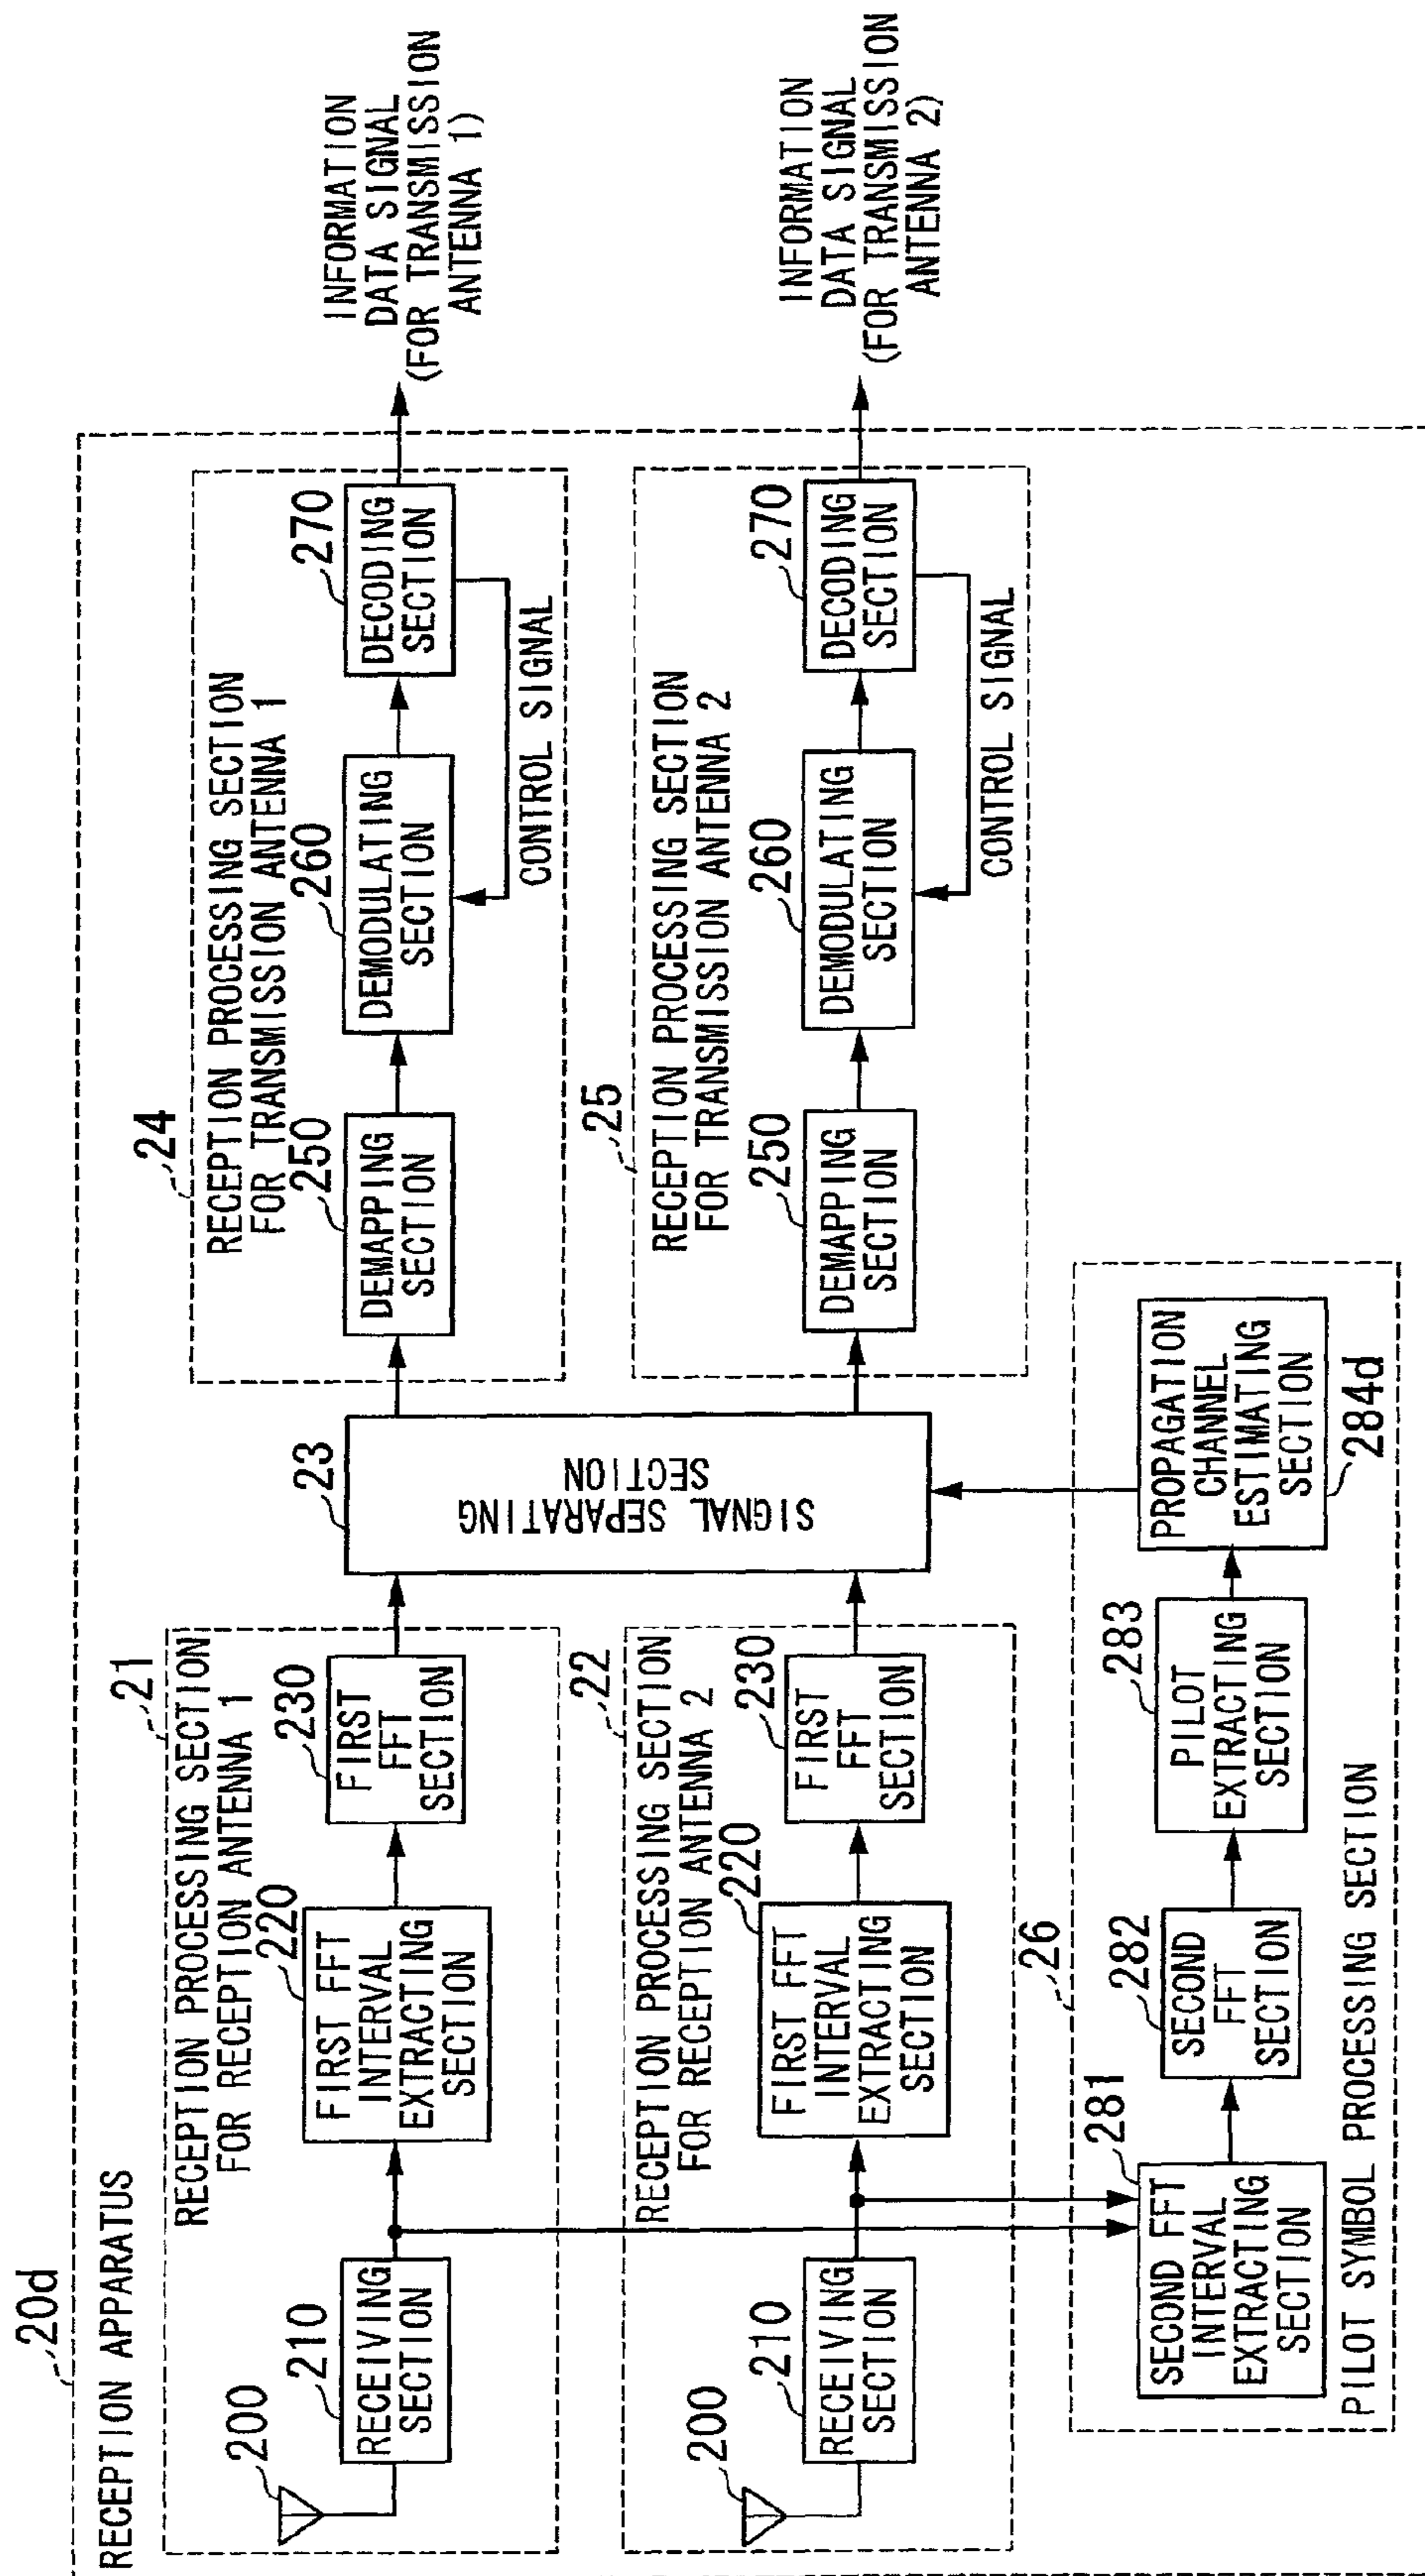 20d
RECEPTION APPARATUS
21
RECEPTION PROCESSING SECTION
FOR RECEPTION ANTENNA 1
200
210
RECEIVING
SECTION
220
FIRST FFT
INTERVAL
EXTRACTING
SECTION
230
FIRST
FFT
SECTION
22
RECEPTION PROCESSING SECTION
FOR RECEPTION ANTENNA 2
200
210
RECEIVING
SECTION
220
FIRST FFT
INTERVAL
EXTRACTING
SECTION
230
FIRST
FFT
SECTION
23
SIGNAL SEPARATING
SECTION
24
RECEPTION PROCESSING SECTION
FOR TRANSMISSION ANTENNA 1
250
DEMAPPING
SECTION
260
DEMODULATING
SECTION
270
DECODING
SECTION
CONTROL SIGNAL
INFORMATION
DATA SIGNAL
(FOR TRANSMISSION
ANTENNA 1)
25
RECEPTION PROCESSING SECTION
FOR TRANSMISSION ANTENNA 2
250
DEMAPPING
SECTION
260
DEMODULATING
SECTION
270
DECODING
SECTION
CONTROL SIGNAL
INFORMATION
DATA SIGNAL
(FOR TRANSMISSION
ANTENNA 2)
26
281
SECOND FFT
INTERVAL
EXTRACTING
SECTION
282
SECOND
FFT
SECTION
283
PILOT
EXTRACTING
SECTION
PROPAGATION
CHANNEL
ESTIMATING
SECTION
284d
PILOT SYMBOL PROCESSING SECTION